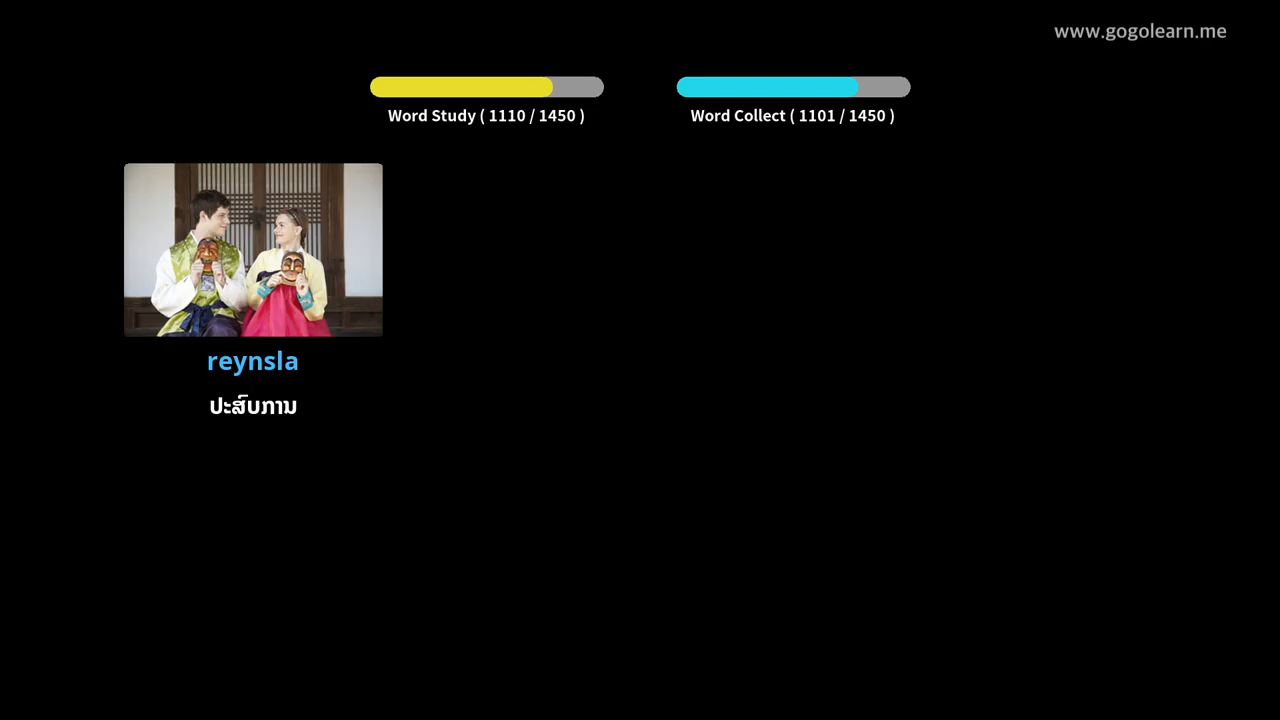 www.gogolearn.me
Word Study ( 1110 / 1450 )
Word Collect ( 1101 / 1450 )
reynsla
ປະສົບການ